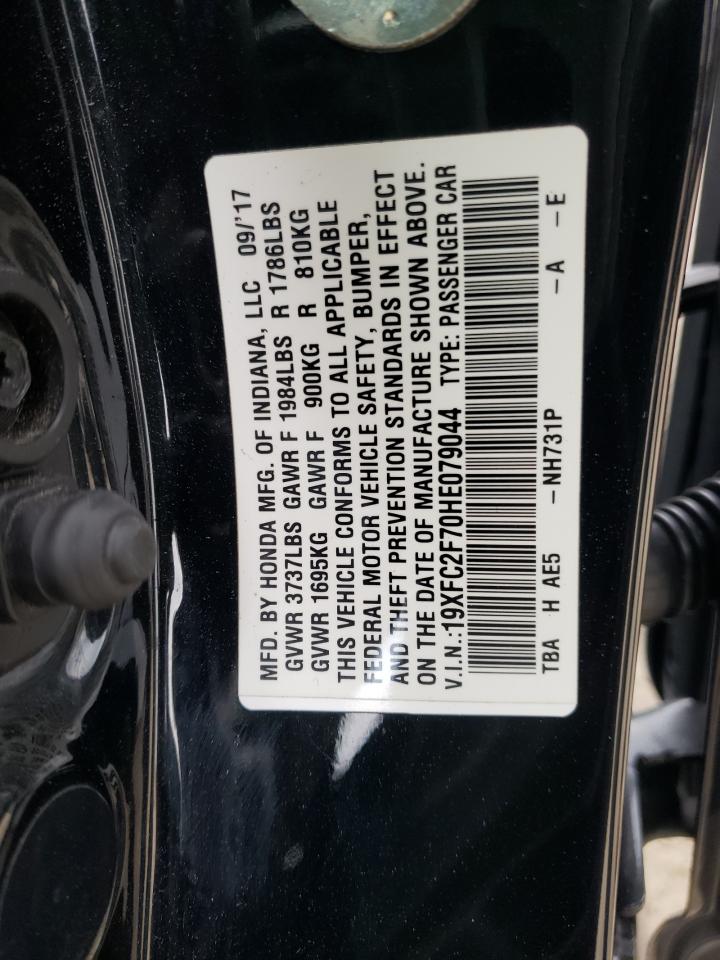 MFD. BY HONDA MFG. OF INDIANA, LLC 09/'17
GVWR 3737LBS GAWR F 1984LBS R 1786LBS
GVWR 1695KG GAWR F 900KG R 810KG
THIS VEHICLE CONFORMS TO ALL APPLICABLE
FEDERAL MOTOR VEHICLE SAFETY, BUMPER,
AND THEFT PREVENTION STANDARDS IN EFFECT
ON THE DATE OF MANUFACTURE SHOWN ABOVE.
V.I.N.:19XFC2F70HE079044 TYPE: PASSENGER CAR
TBA H AE5 –NH731P –A –E